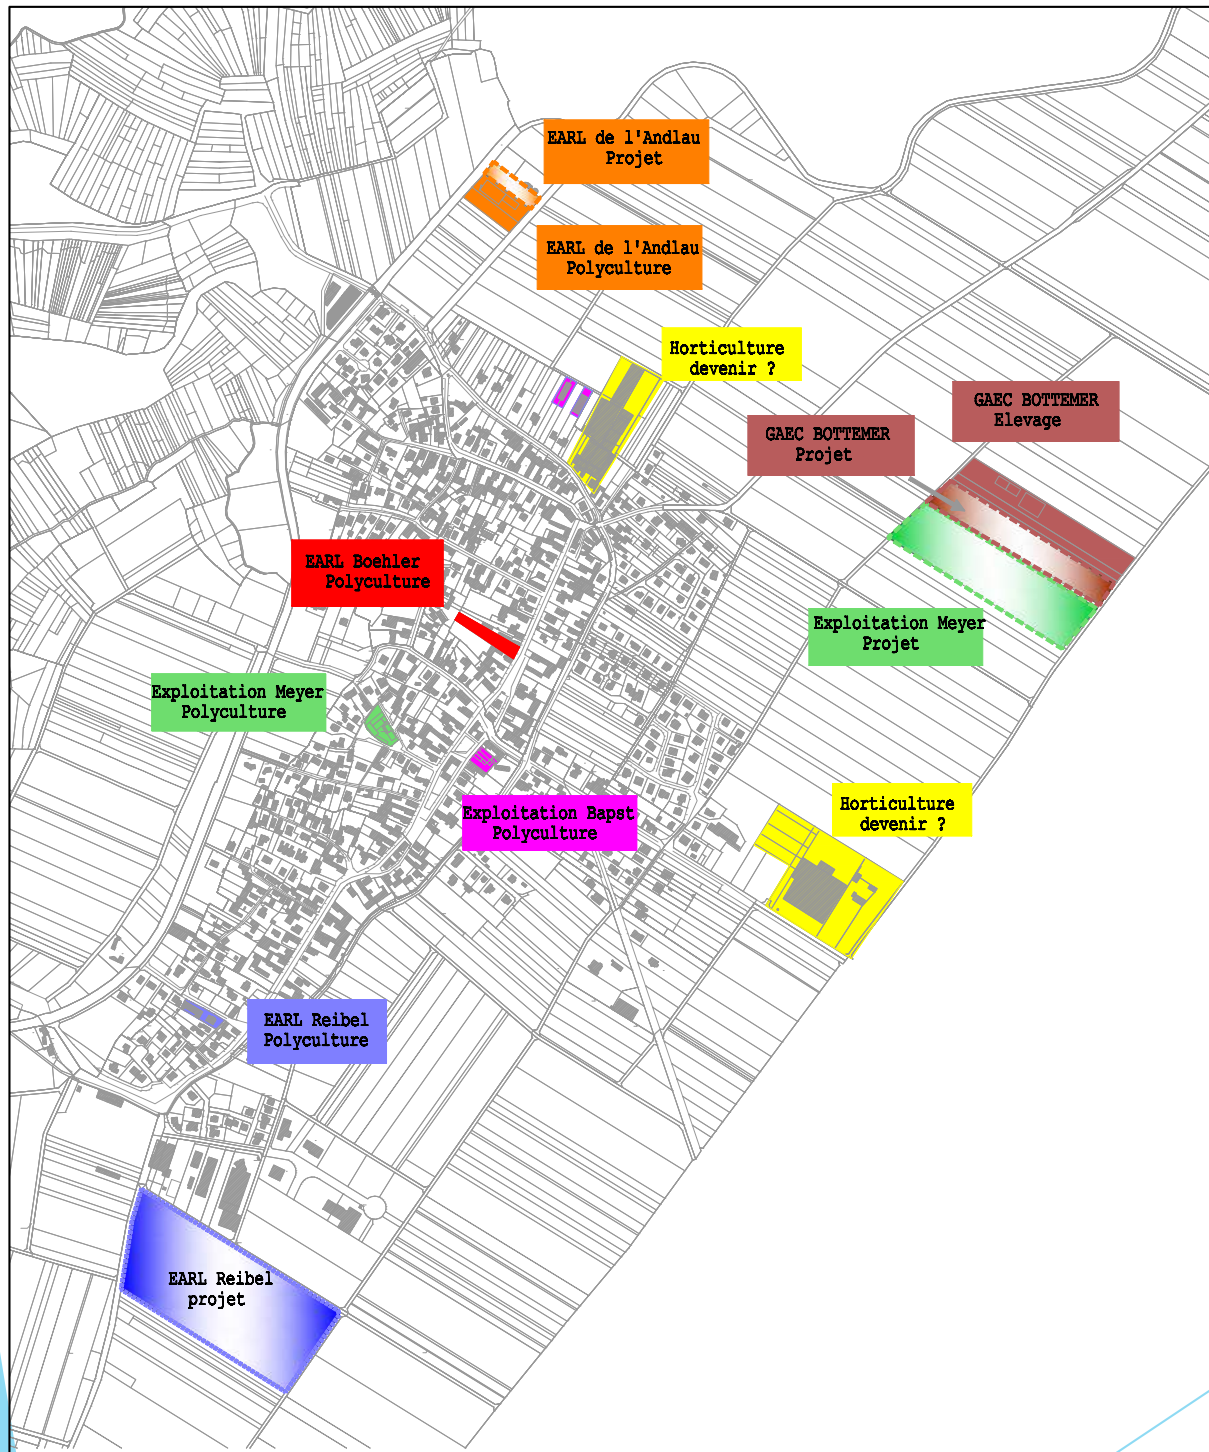 EARL de l'Andlau
Projet
EARL de l'Andlau
Polyculture
Horticulture
devenir ?
GAEC BOTTEMER
Elevage
GAEC BOTTEMER
Projet
EARL Boehler
Polyculture
Exploitation Meyer
Projet
Exploitation Meyer
Polyculture
Horticulture
devenir ?
Exploitation Bapst
Polyculture
EARL Reibel
Polyculture
EARL Reibel
projet